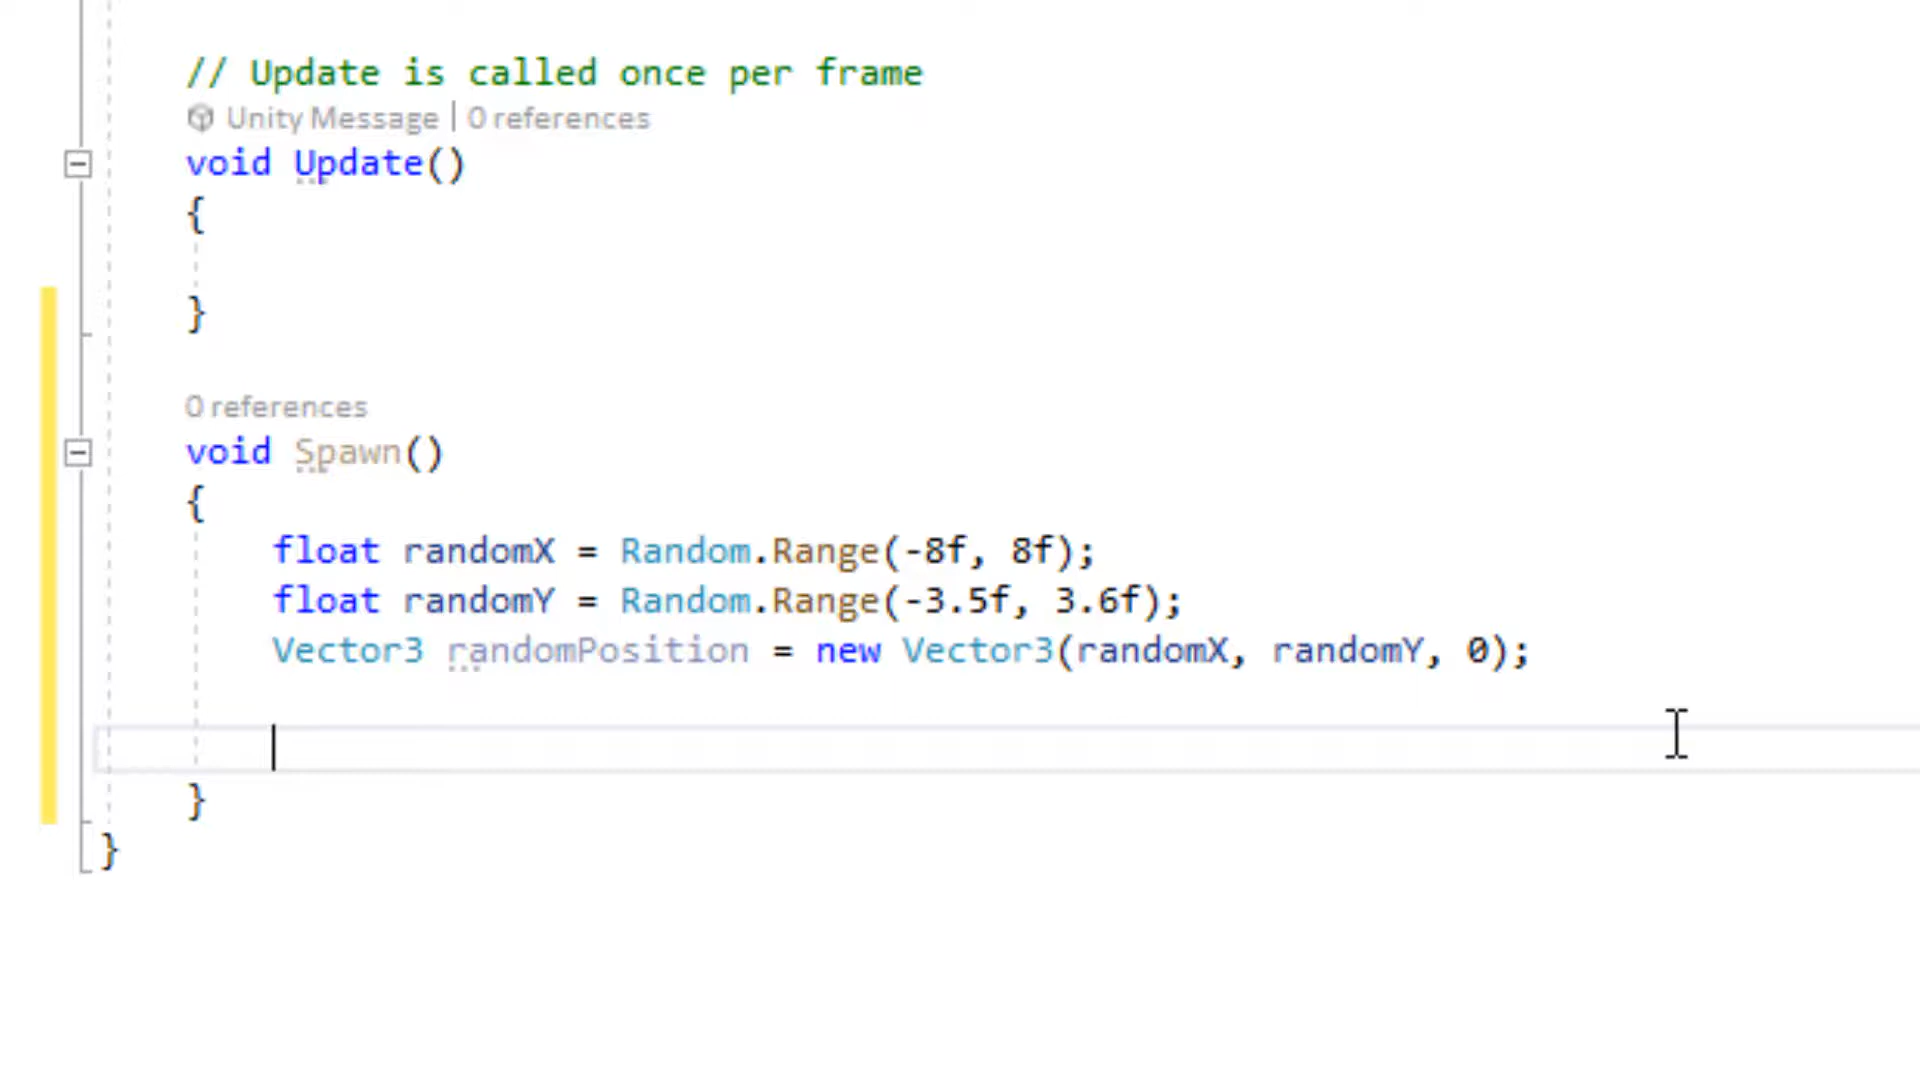 // Update is called once per frame
Unity Message | 0 references
void Update()
{
}
0 references
void Spawn()
{
float randomX = Random.Range(-8f, 8f);
float randomY = Random.Range(-3.5f, 3.6f);
Vector3 randomPosition = new Vector3(randomX, randomY, 0);
}
}